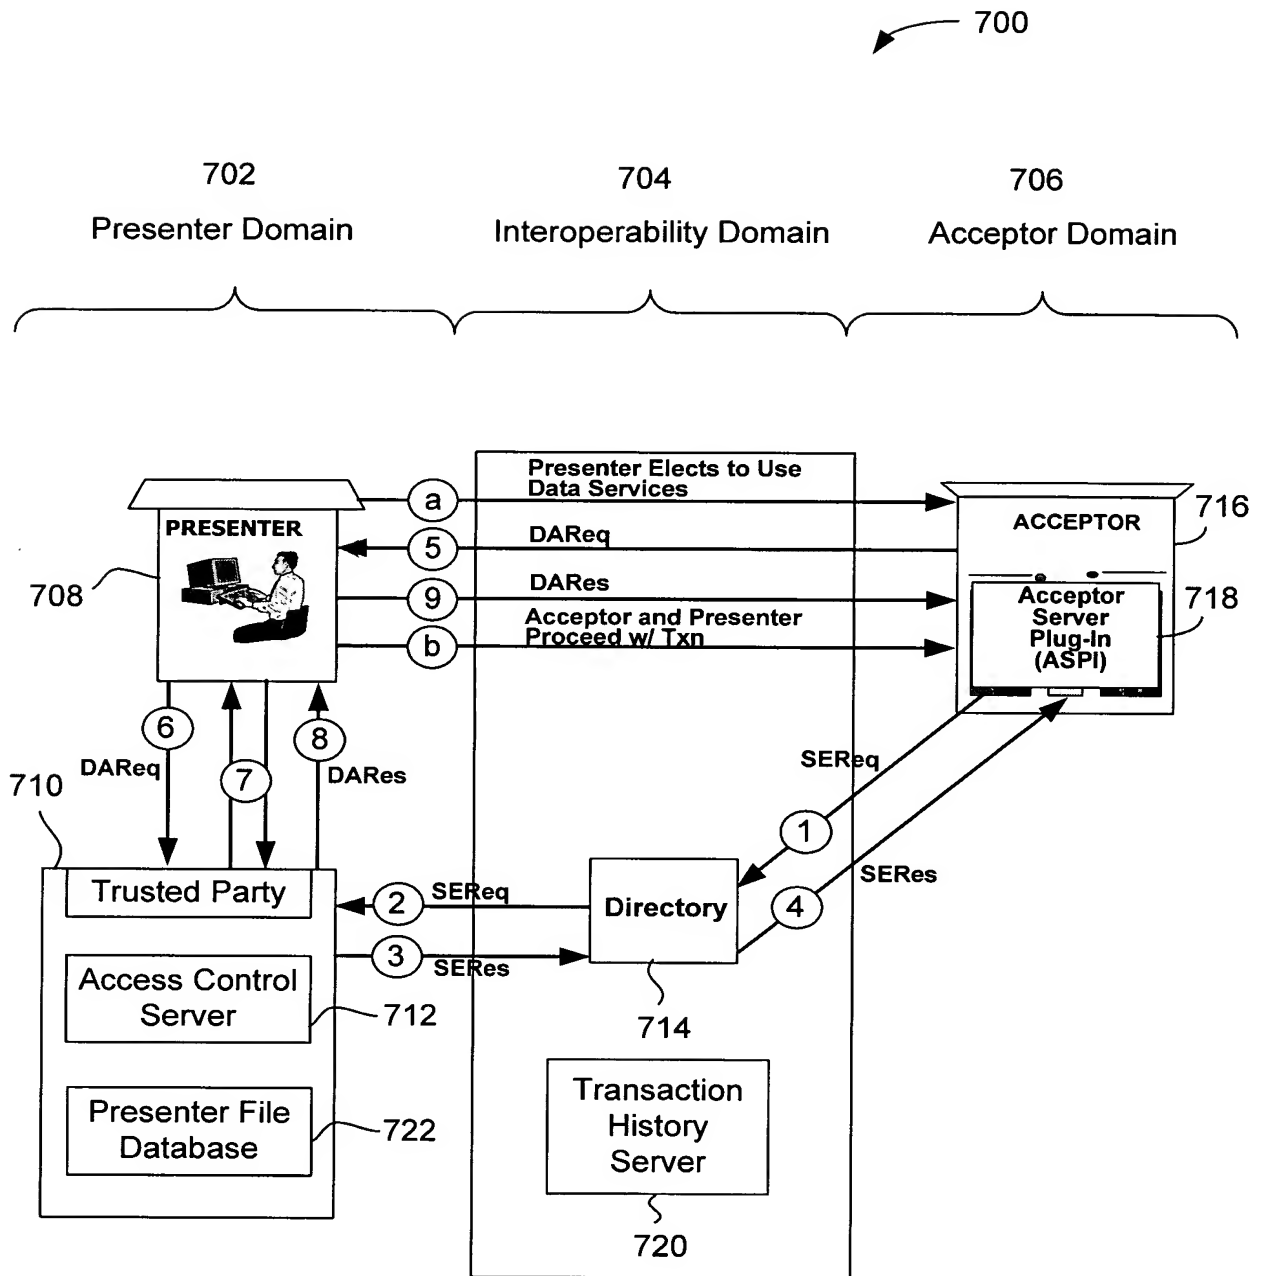 700
702
704
706
Presenter Domain
Interoperability Domain
Acceptor Domain
Presenter Elects to Use
Data Services
a
PRESENTER
ACCEPTOR
716
DAReq
5
708
DARes
9
Acceptor
Server
Plug-In
(ASPI)
718
Acceptor and Presenter
Proceed w/ Txn
b
6
8
DAReq
7
DARes
710
SEReq
1
SERes
4
Trusted Party
2
SEReq
Directory
3
SERes
Access Control
Server
712
714
Presenter File
Database
722
Transaction
History
Server
720